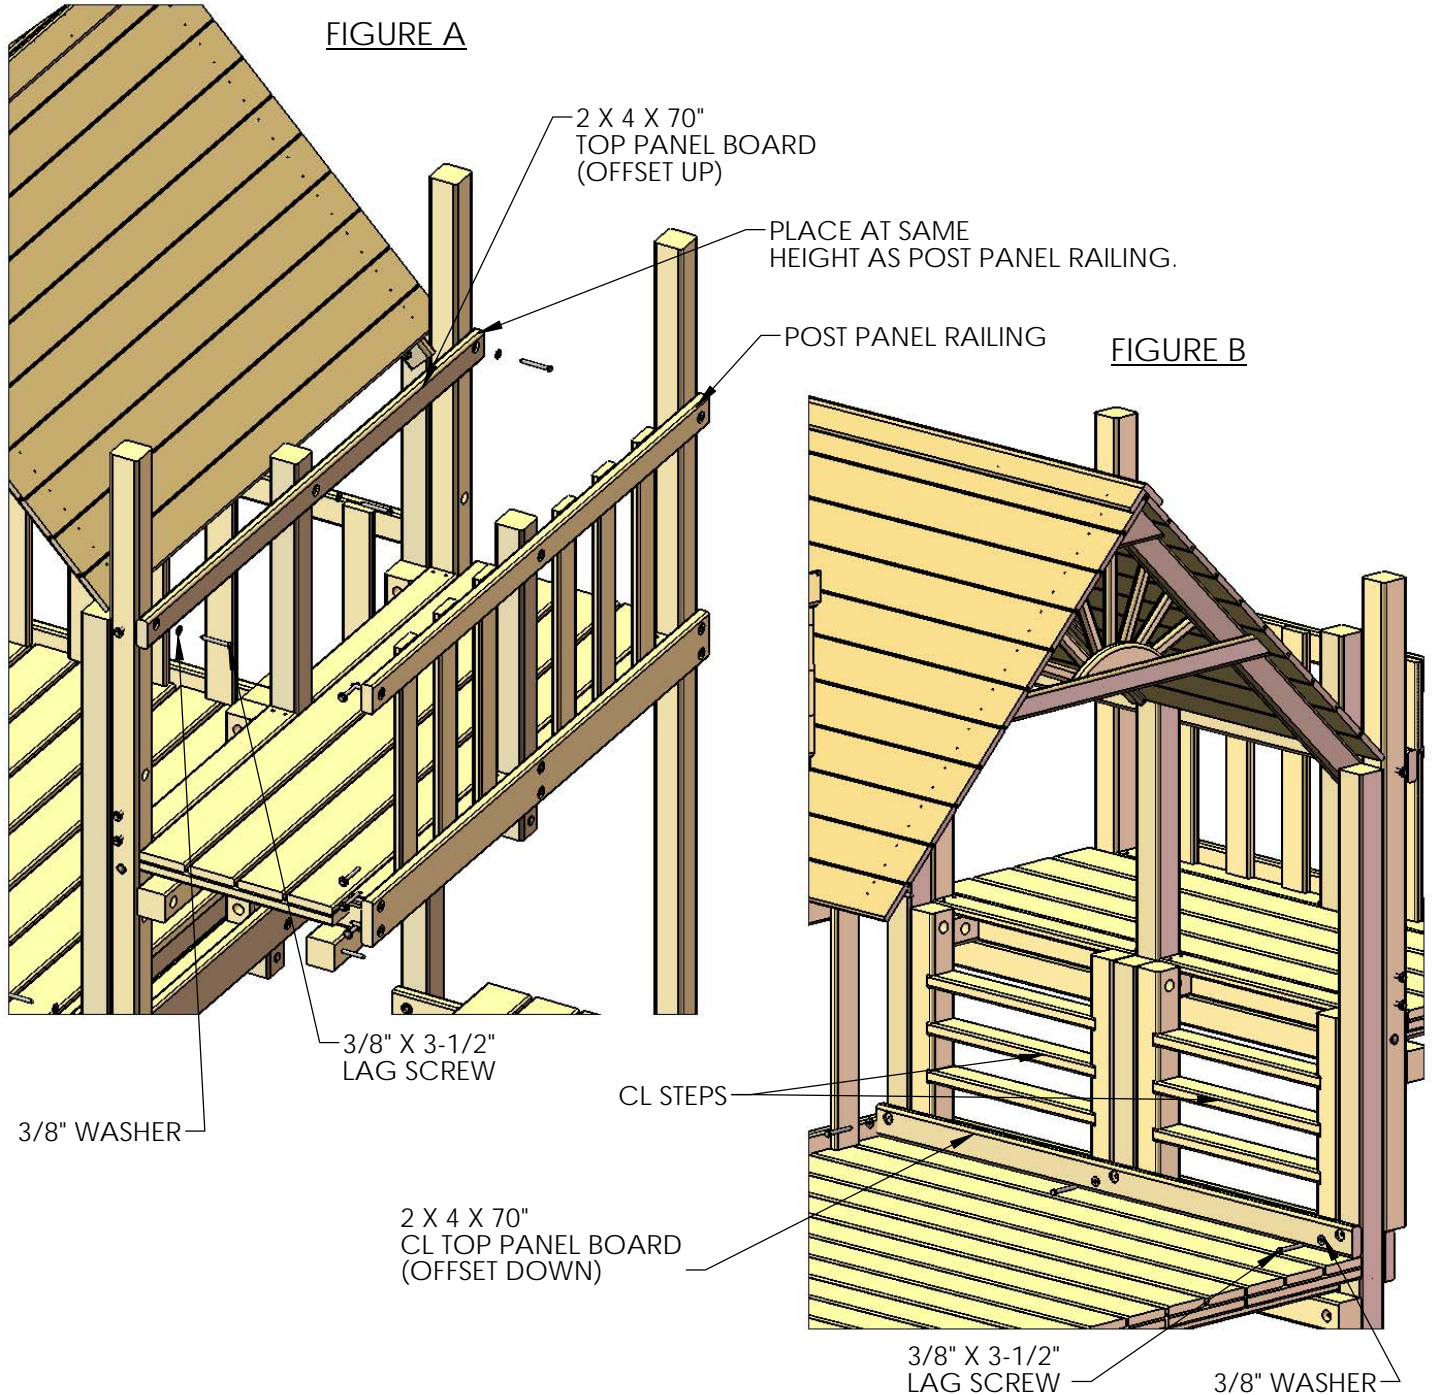 FIGURE A
2 X 4 X 70"
TOP PANEL BOARD
(OFFSET UP)
PLACE AT SAME
HEIGHT AS POST PANEL RAILING.
POST PANEL RAILING
3/8" X 3-1/2"
LAG SCREW
3/8" WASHER
FIGURE B
CL STEPS
2 X 4 X 70"
CL TOP PANEL BOARD
(OFFSET DOWN)
3/8" X 3-1/2"
LAG SCREW
3/8" WASHER